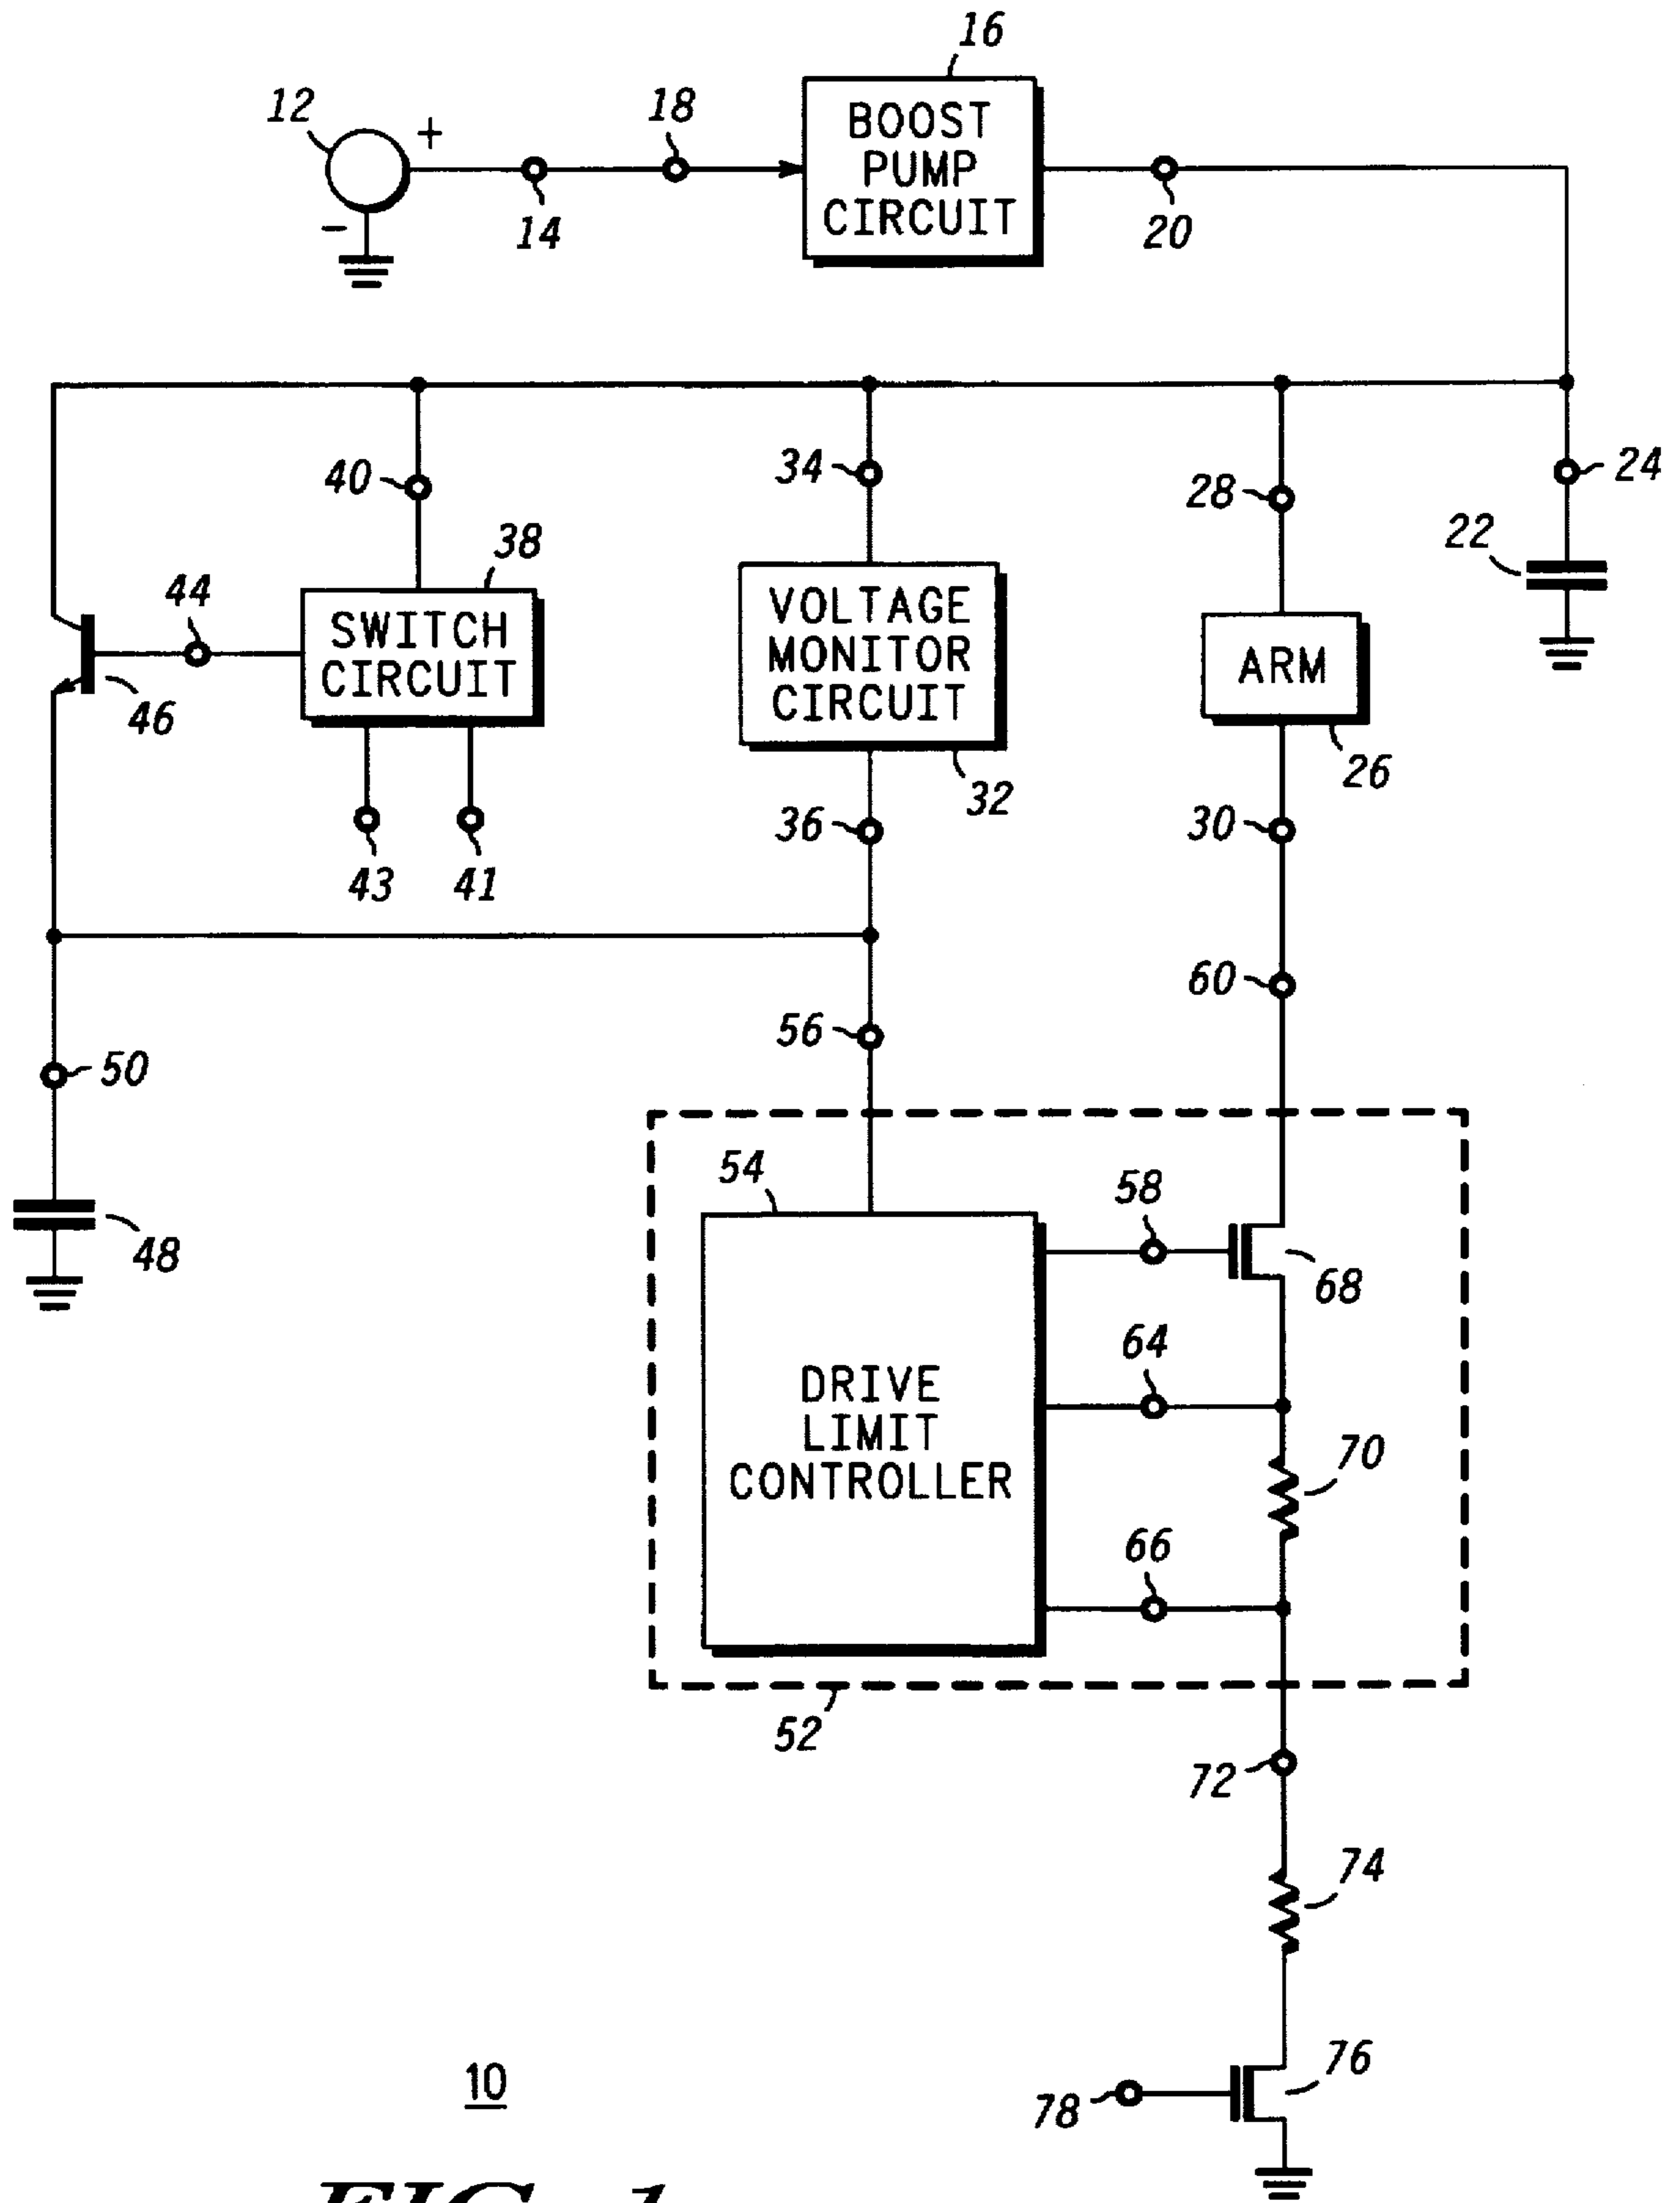 16
12
+
18
BOOST
PUMP
CIRCUIT
-
14
20
40
34
28
24
22
44
38
SWITCH
CIRCUIT
VOLTAGE
MONITOR
CIRCUIT
ARM
46
32
26
43
41
36
30
60
56
50
54
58
48
68
64
DRIVE
LIMIT
CONTROLLER
70
66
52
72
74
10
78
76
FIG. 1